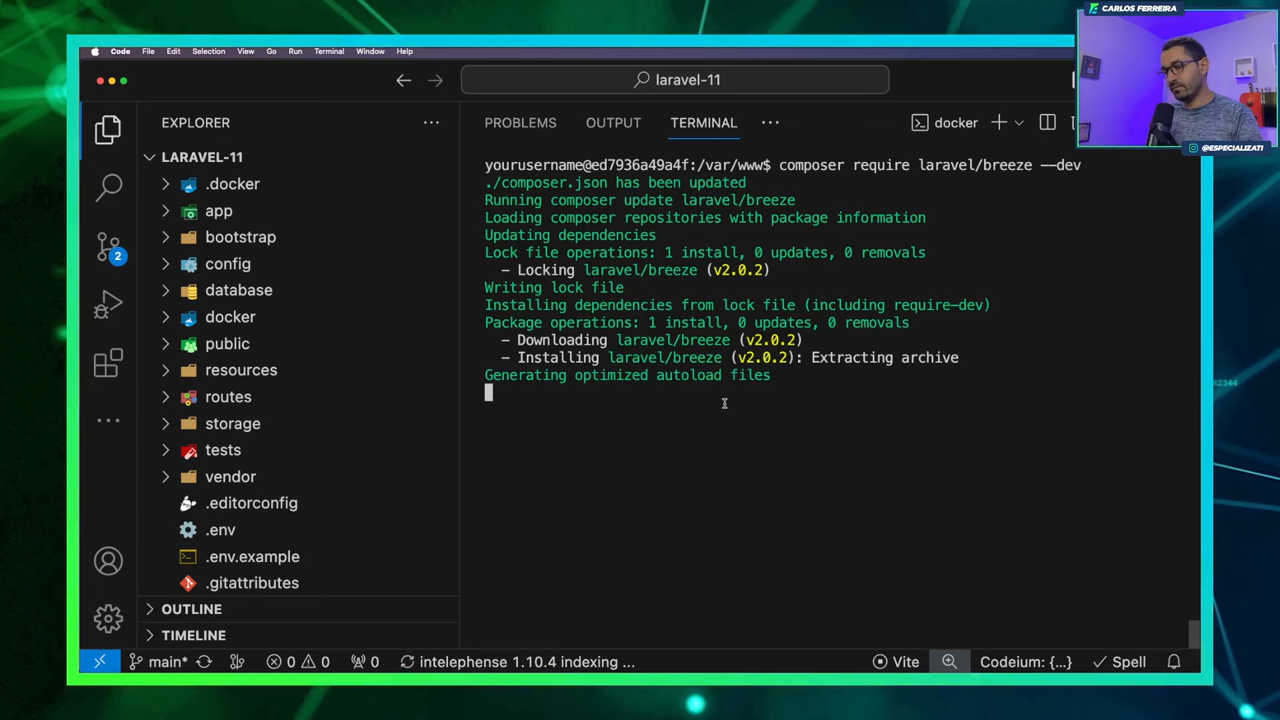 CARLOS FERREIRA
Code File Edit Selection View Go Run Terminal Window Help
laravel-11
EXPLORER
PROBLEMS OUTPUT TERMINAL
docker
@ESPECIALIZATI
LARAVEL-11
.docker
app
bootstrap
config
database
docker
public
resources
routes
storage
tests
vendor
.editorconfig
.env
.env.example
.gitattributes
OUTLINE
TIMELINE
yourusername@ed7936a49a4f:/var/www$ composer require laravel/breeze --dev
./composer.json has been updated
Running composer update laravel/breeze
Loading composer repositories with package information
Updating dependencies
Lock file operations: 1 install, 0 updates, 0 removals
- Locking laravel/breeze (v2.0.2)
Writing lock file
Installing dependencies from lock file (including require-dev)
Package operations: 1 install, 0 updates, 0 removals
- Downloading laravel/breeze (v2.0.2)
- Installing laravel/breeze (v2.0.2): Extracting archive
Generating optimized autoload files
2
main* 0 0 0 intelephense 1.10.4 indexing ... Vite Codeium: {...} Spell